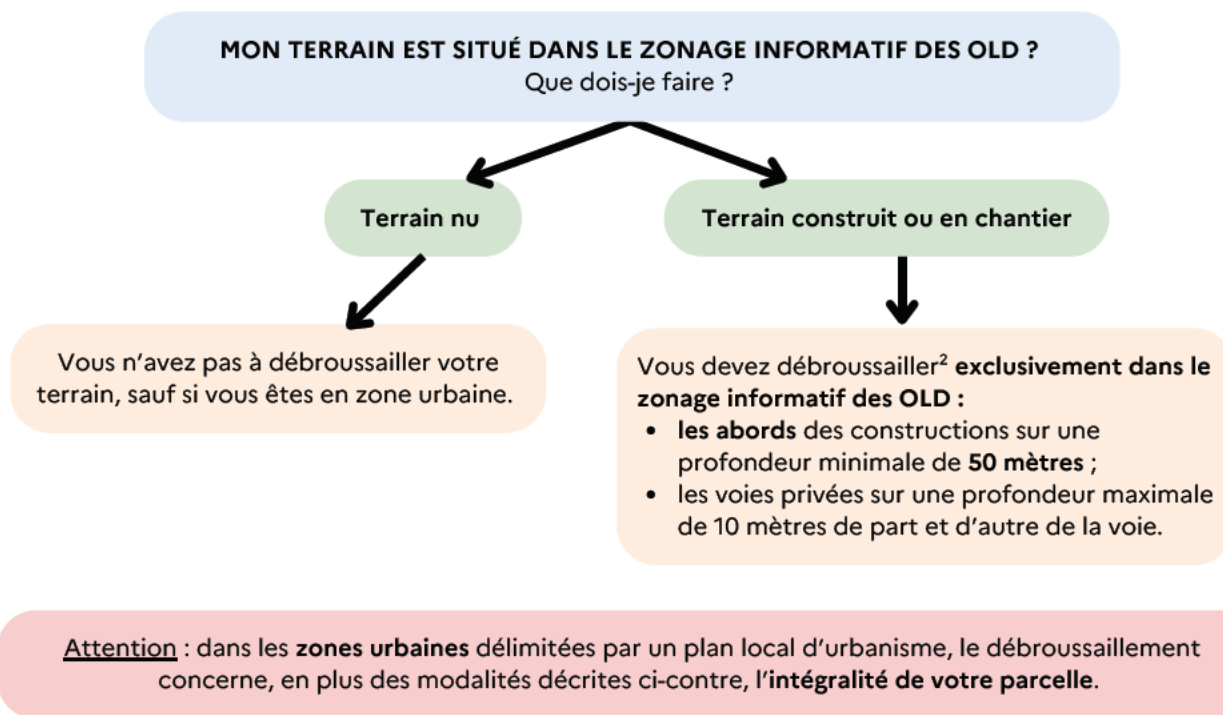 MON TERRAIN EST SITUÉ DANS LE ZONAGE INFORMATIF DES OLD ?
Que dois-je faire ?
Terrain nu
Terrain construit ou en chantier
Vous n’avez pas à débroussailler votre
terrain, sauf si vous êtes en zone urbaine.
Vous devez débroussailler² exclusivement dans le
zonage informatif des OLD :
• les abords des constructions sur une
profondeur minimale de 50 mètres ;
• les voies privées sur une profondeur maximale
de 10 mètres de part et d’autre de la voie.
Attention : dans les zones urbaines délimitées par un plan local d’urbanisme, le débroussaillement
concerne, en plus des modalités décrites ci-contre, l’intégralité de votre parcelle.